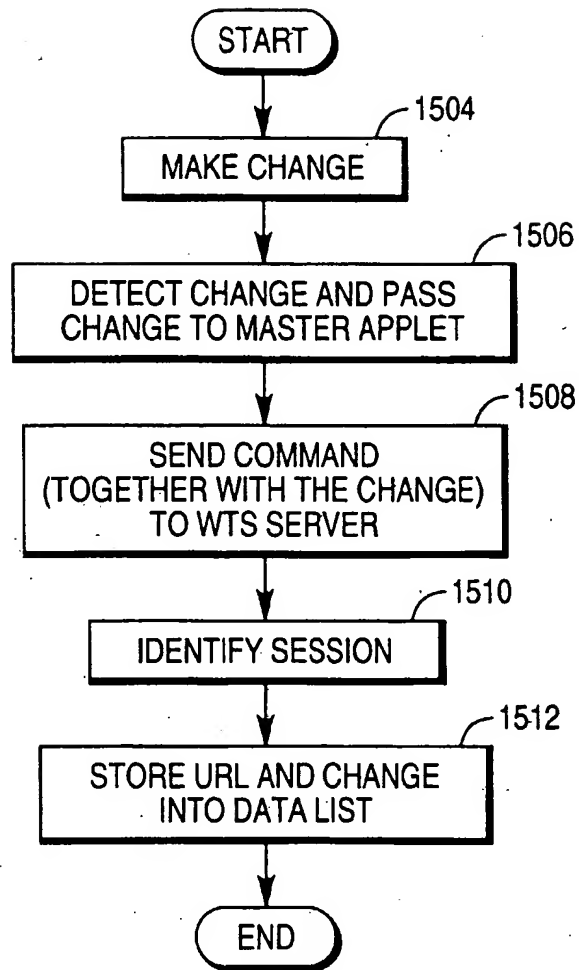 START
1504
MAKE CHANGE
1506
DETECT CHANGE AND PASS
CHANGE TO MASTER APPLET
1508
SEND COMMAND
(TOGETHER WITH THE CHANGE)
TO WTS SERVER
1510
IDENTIFY SESSION
1512
STORE URL AND CHANGE
INTO DATA LIST
END